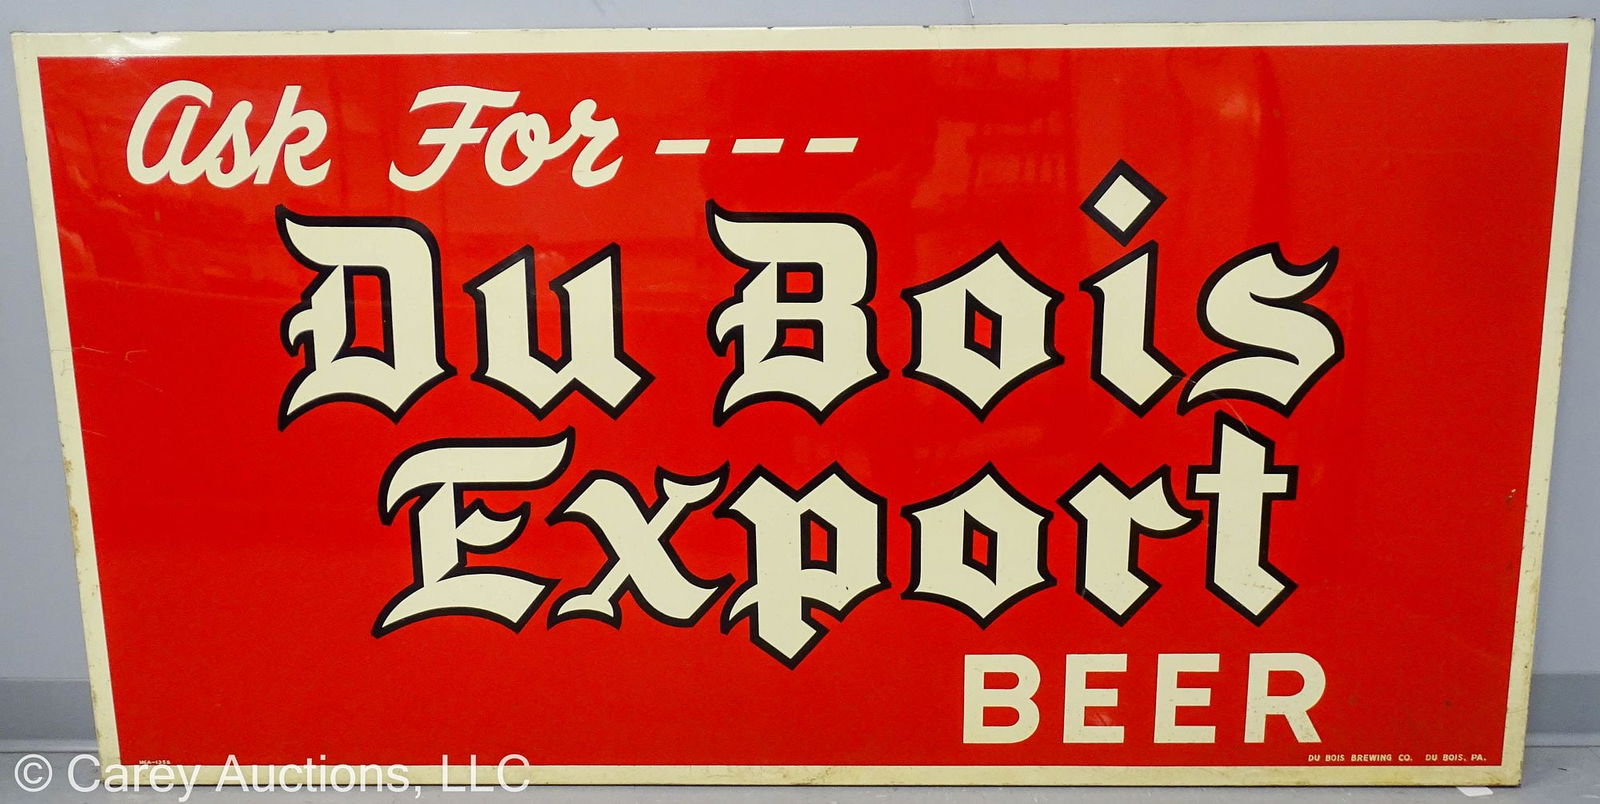 Ask For ---
Du Bois
Export
BEER
DU BOIS BREWING CO. DU BOIS, PA.
© Carey Auctions, LLC